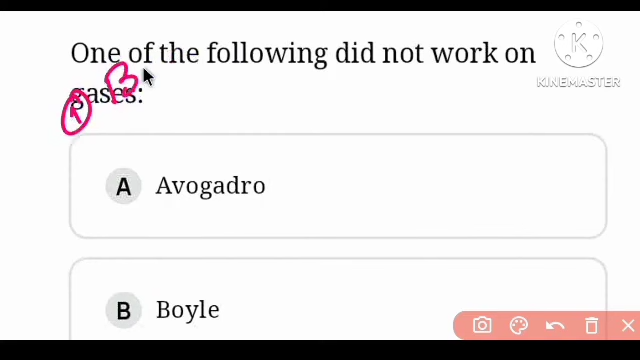 One of the following did not work on
gases:
KINEMASTER
A Avogadro
B Boyle